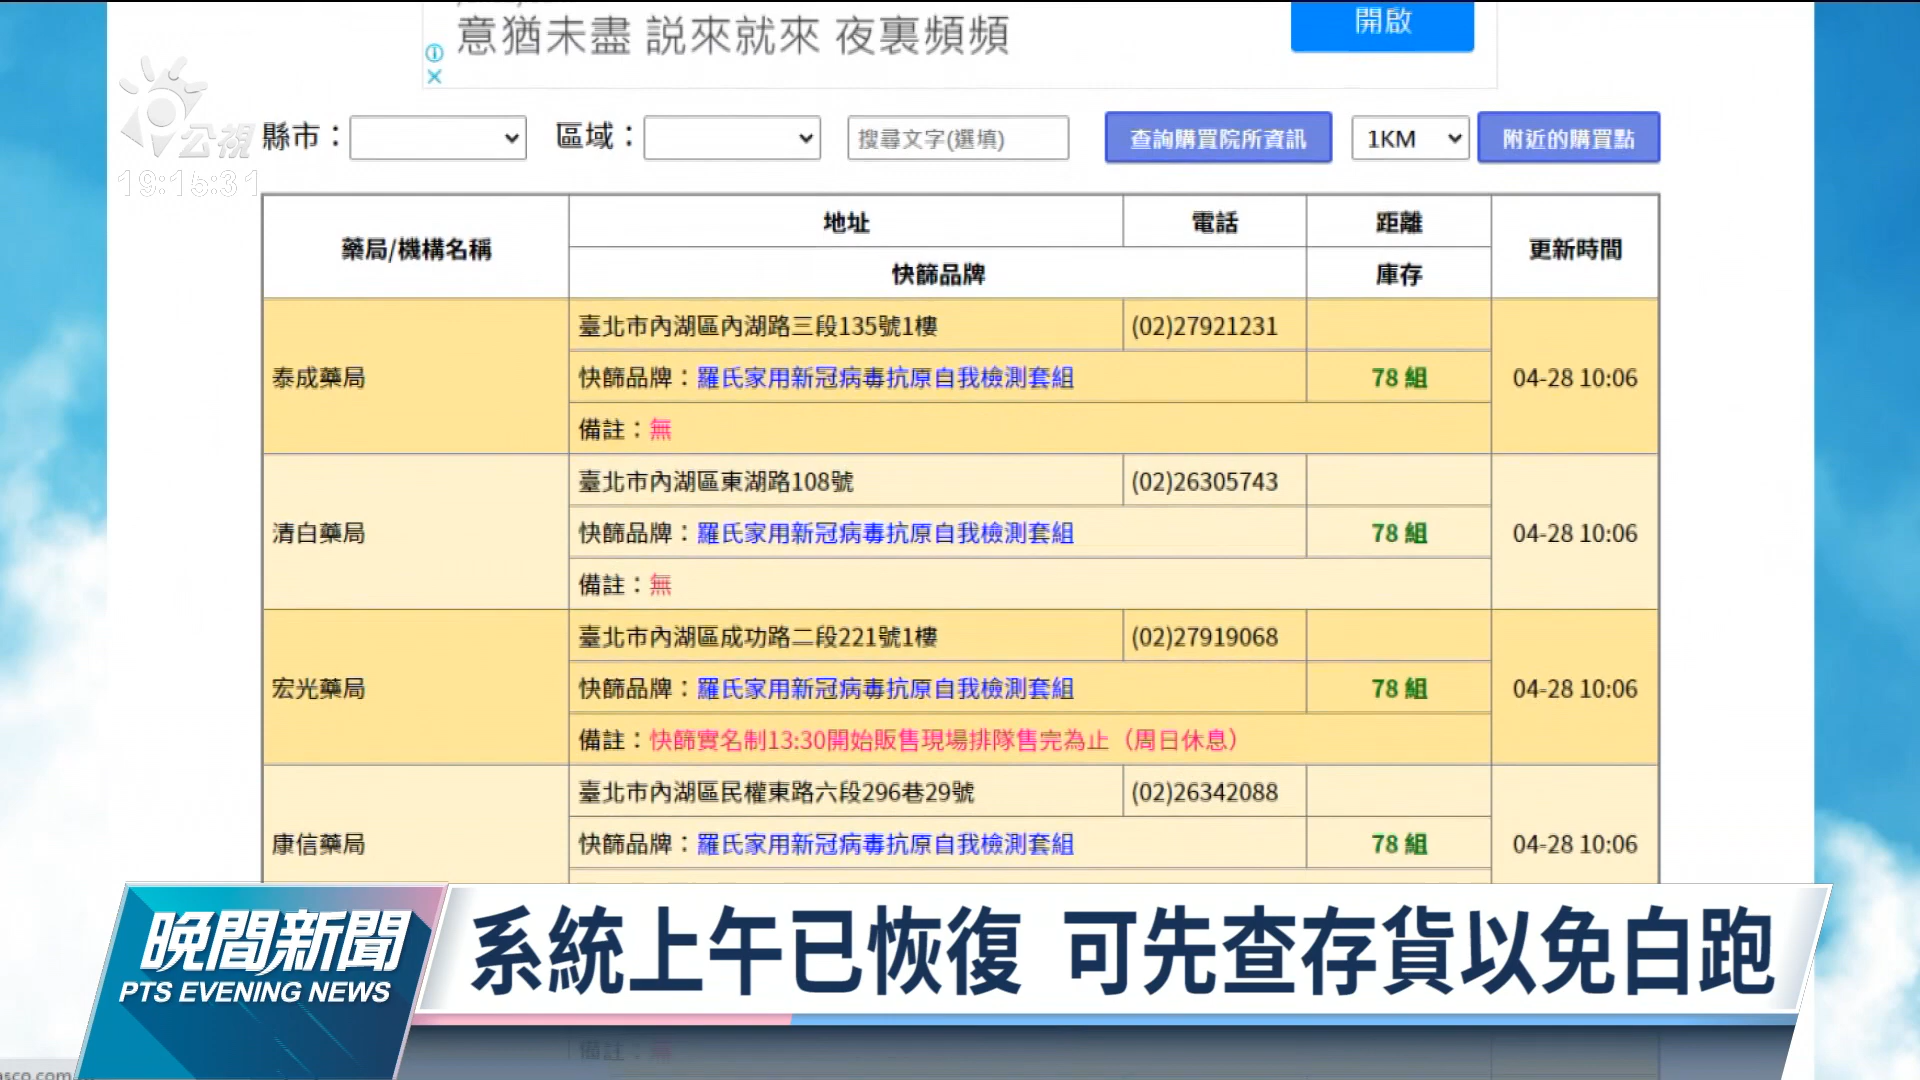 意猶未盡 説來就來 夜裏頻頻
開啟
公視
19:15:31
縣市：
區域：
搜尋文字(選填)
查詢購買院所資訊
1KM
附近的購買點
藥局/機構名稱
地址
電話
距離
更新時間
快篩品牌
庫存
泰成藥局
臺北市內湖區內湖路三段135號1樓
(02)27921231
快篩品牌：羅氏家用新冠病毒抗原自我檢測套組
78 組
04-28 10:06
備註：無
清白藥局
臺北市內湖區東湖路108號
(02)26305743
快篩品牌：羅氏家用新冠病毒抗原自我檢測套組
78 組
04-28 10:06
備註：無
宏光藥局
臺北市內湖區成功路二段221號1樓
(02)27919068
快篩品牌：羅氏家用新冠病毒抗原自我檢測套組
78 組
04-28 10:06
備註：快篩實名制13:30開始販售現場排隊售完為止（周日休息）
康信藥局
臺北市內湖區民權東路六段296巷29號
(02)26342088
快篩品牌：羅氏家用新冠病毒抗原自我檢測套組
78 組
04-28 10:06
晚間新聞
PTS EVENING NEWS
系統上午已恢復 可先查存貨以免白跑
備註：無